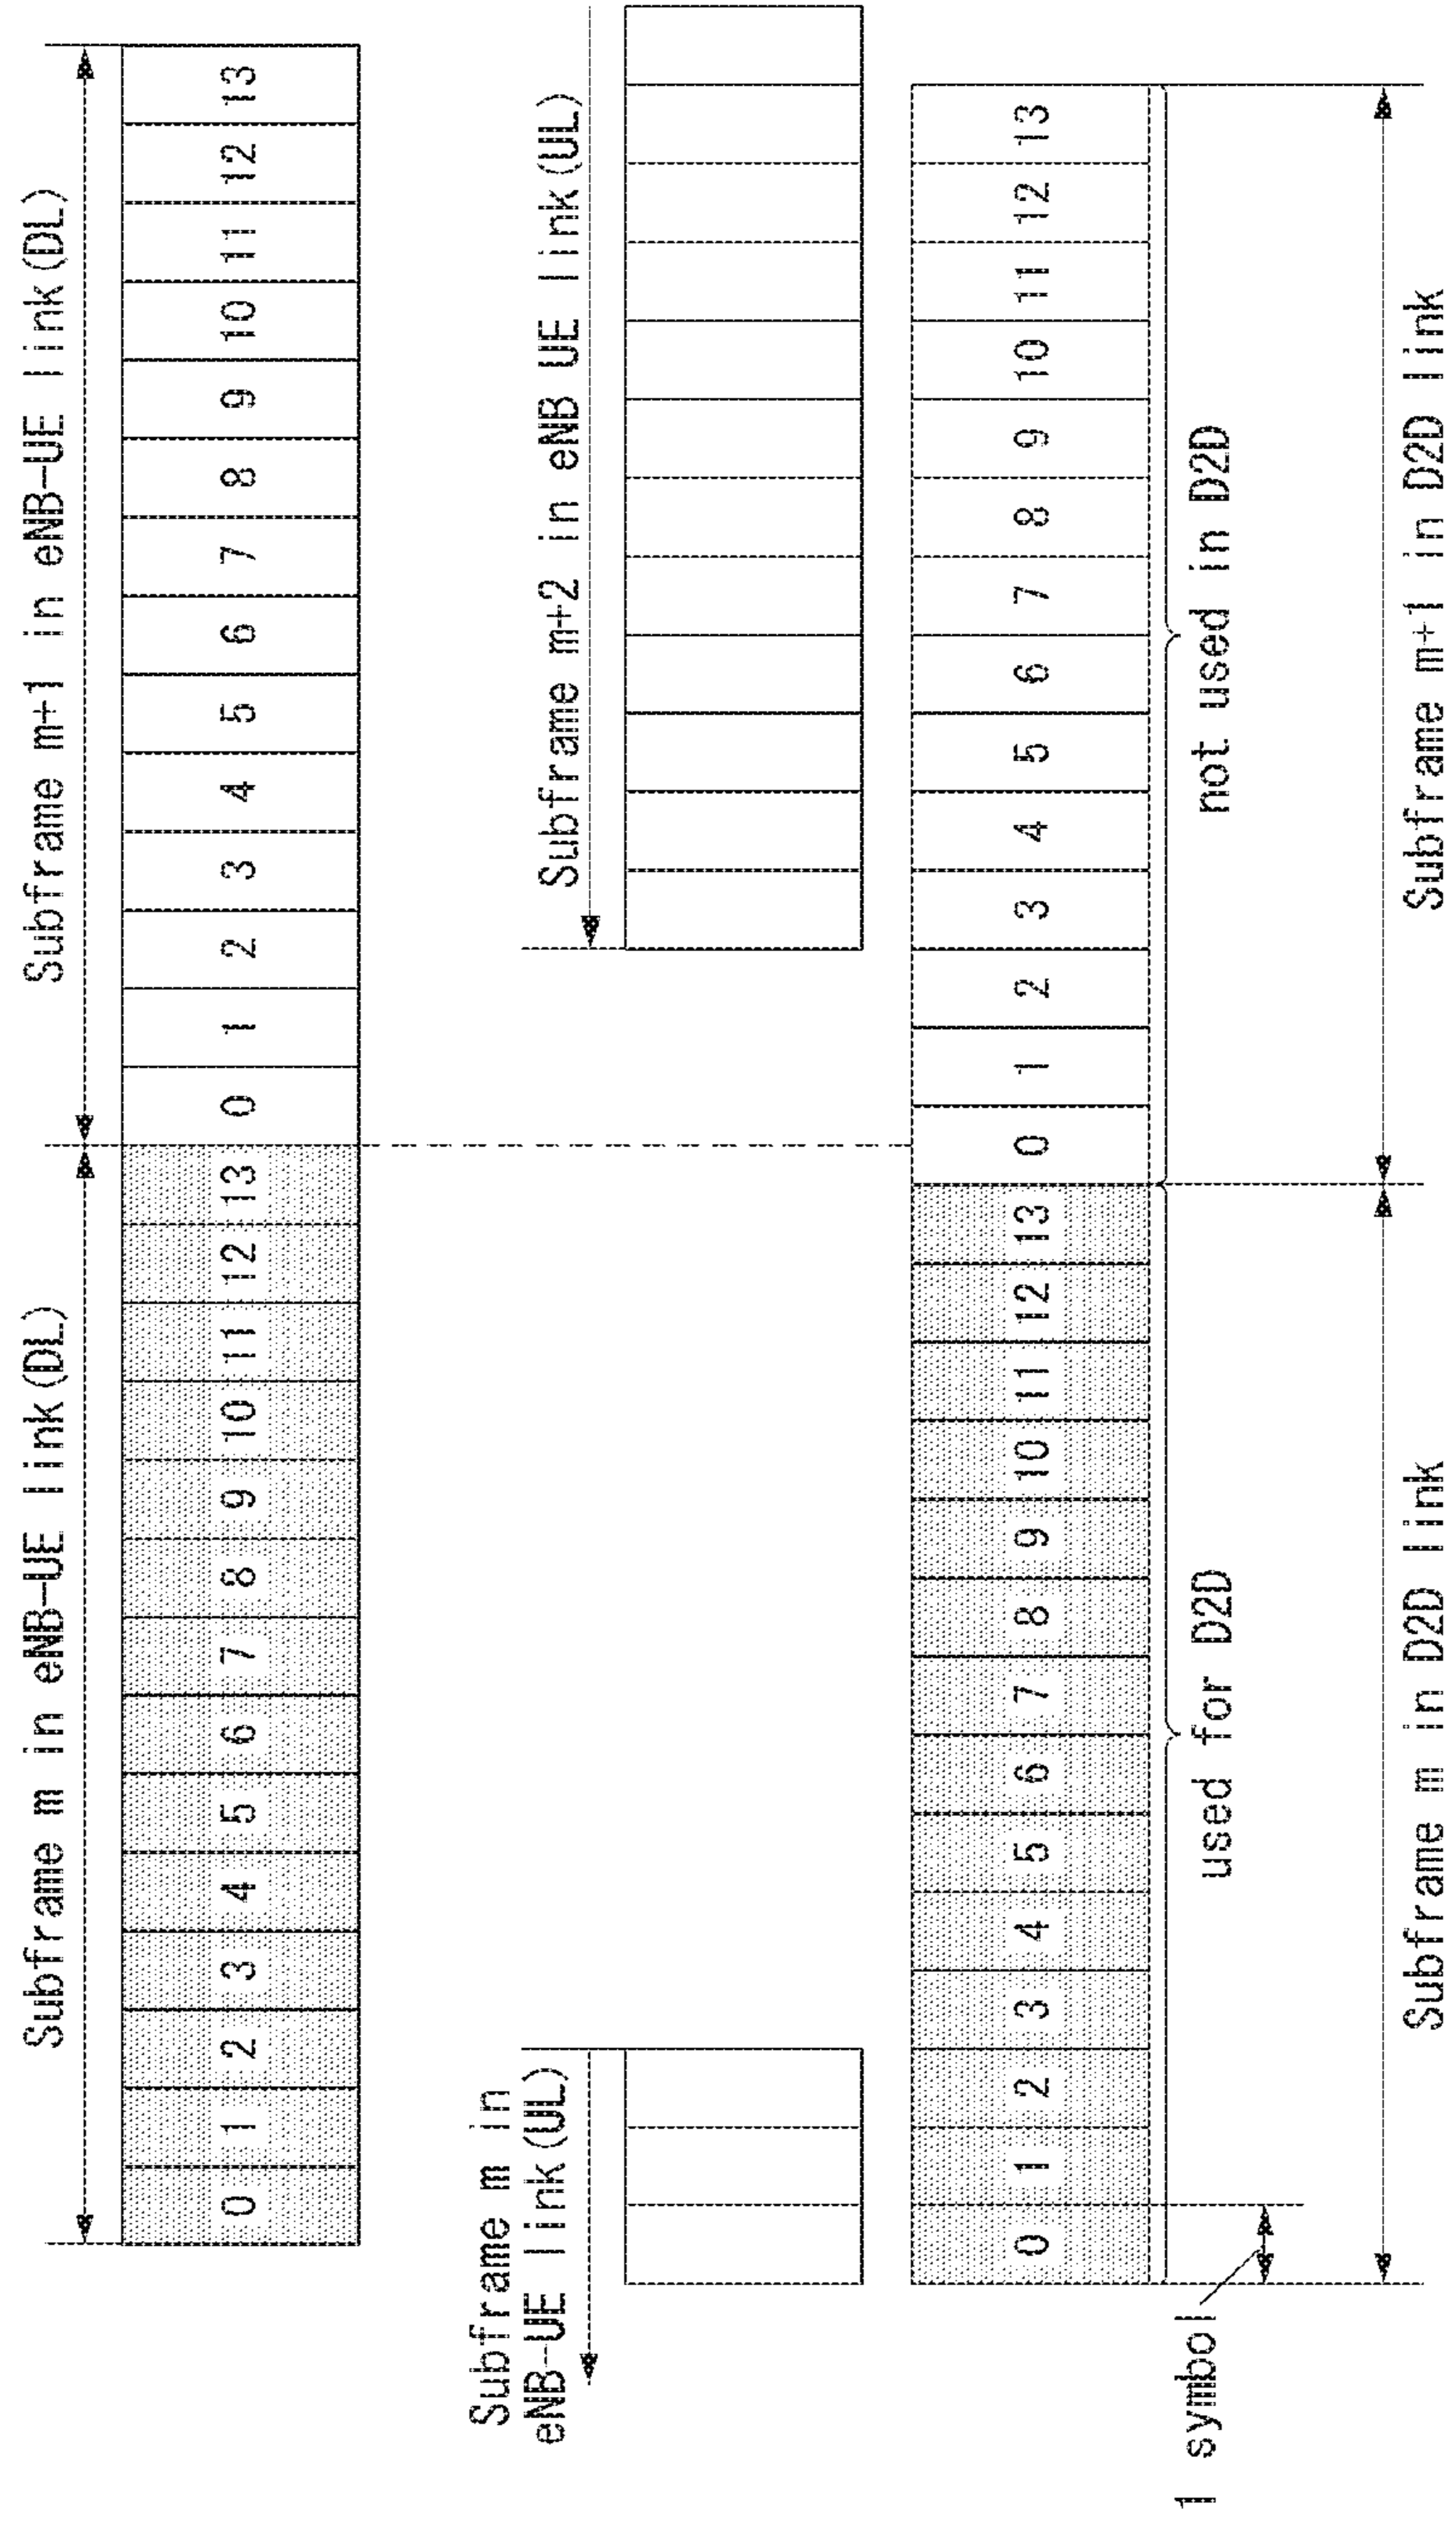 Subframe m in eNB-UE link(DL)
Subframe m+1 in eNB-UE link(DL)
0 1 2 3 4 5 6 7 8 9 10 11 12 13 0 1 2 3 4 5 6 7 8 9 10 11 12 13
Subframe m in
eNB-UE link(UL)
Subframe m+2 in eNB UE link(UL)
0 1 2 3 4 5 6 7 8 9 10 11 12 13 0 1 2 3 4 5 6 7 8 9 10 11 12 13
1 symbol
used for D2D
not used in D2D
Subframe m in D2D link
Subframe m+1 in D2D link